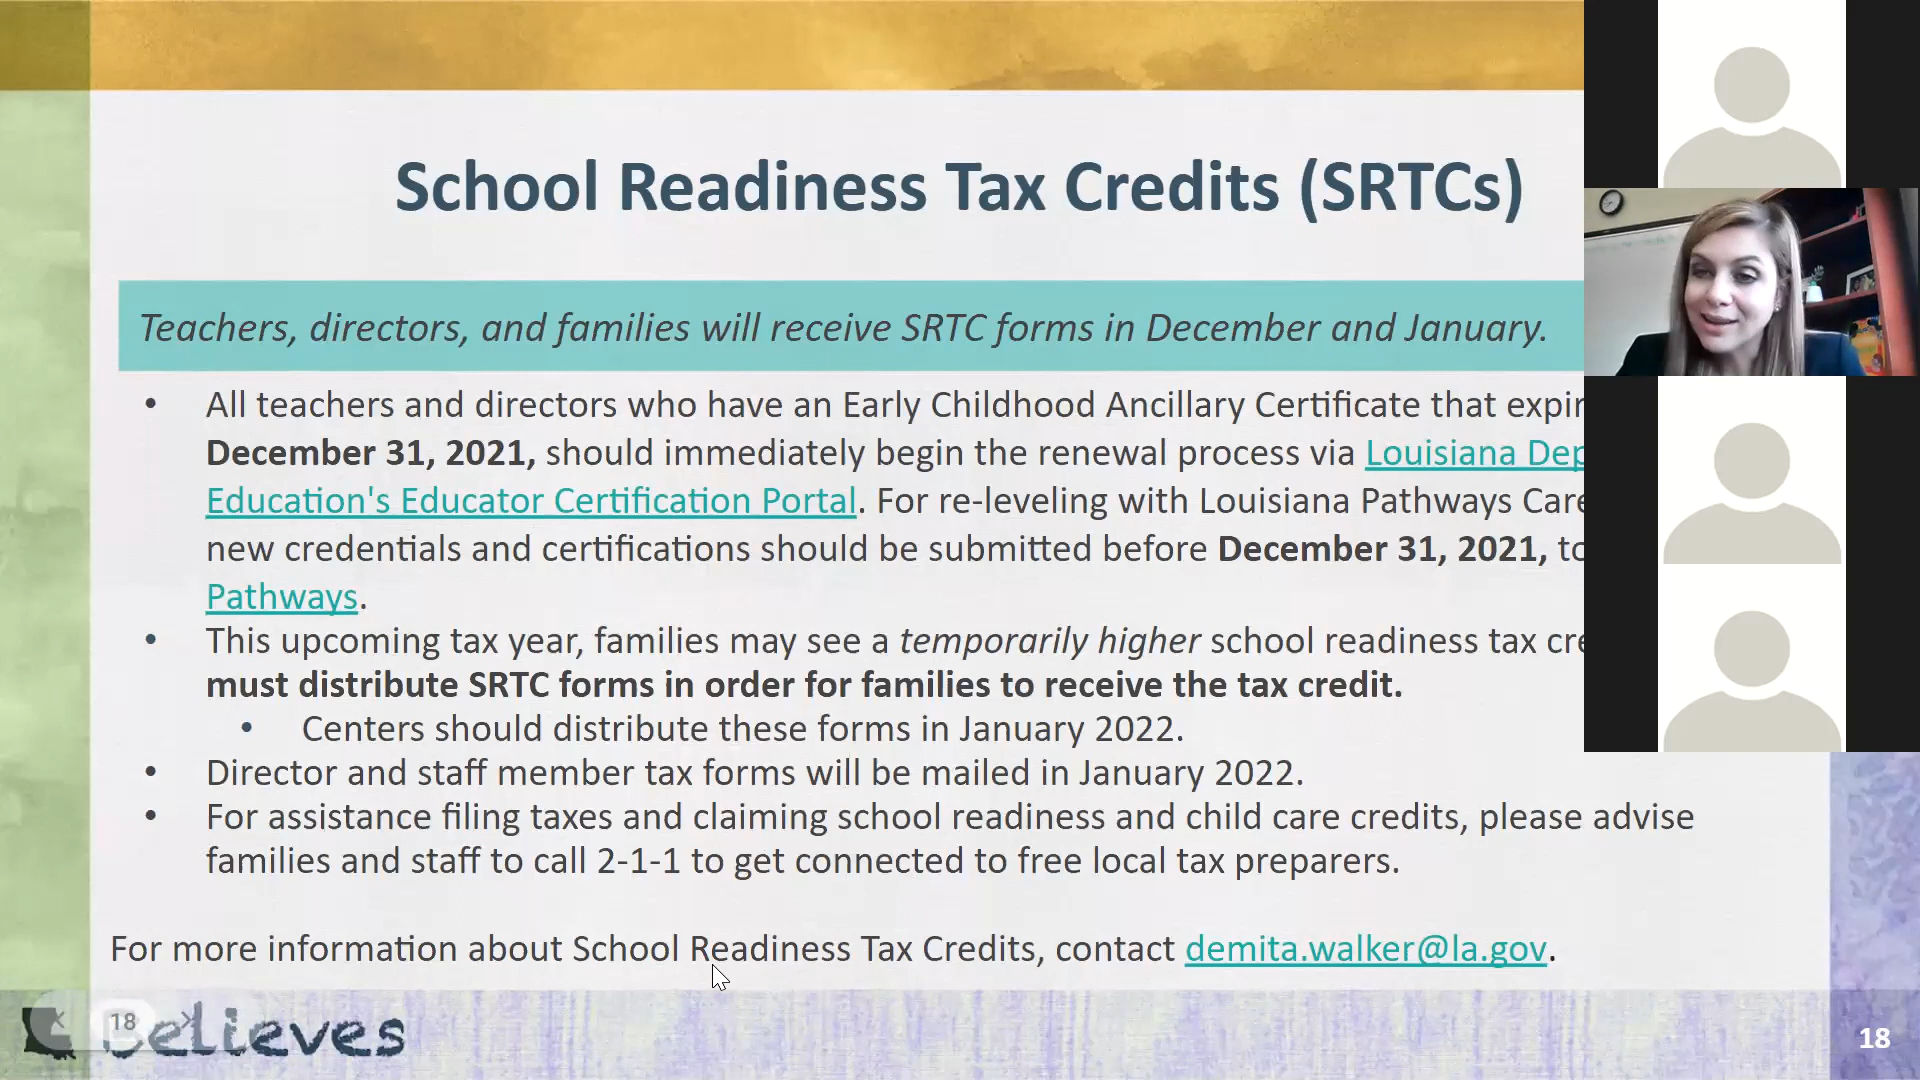 School Readiness Tax Credits (SRTCs)
Teachers, directors, and families will receive SRTC forms in December and January.
• All teachers and directors who have an Early Childhood Ancillary Certificate that expir
December 31, 2021, should immediately begin the renewal process via Louisiana Dep
Education's Educator Certification Portal. For re-leveling with Louisiana Pathways Care
new credentials and certifications should be submitted before December 31, 2021, to
Pathways.
• This upcoming tax year, families may see a temporarily higher school readiness tax cre
must distribute SRTC forms in order for families to receive the tax credit.
• Centers should distribute these forms in January 2022.
• Director and staff member tax forms will be mailed in January 2022.
• For assistance filing taxes and claiming school readiness and child care credits, please advise
families and staff to call 2-1-1 to get connected to free local tax preparers.
For more information about School Readiness Tax Credits, contact demita.walker@la.gov.
18
Believes
18